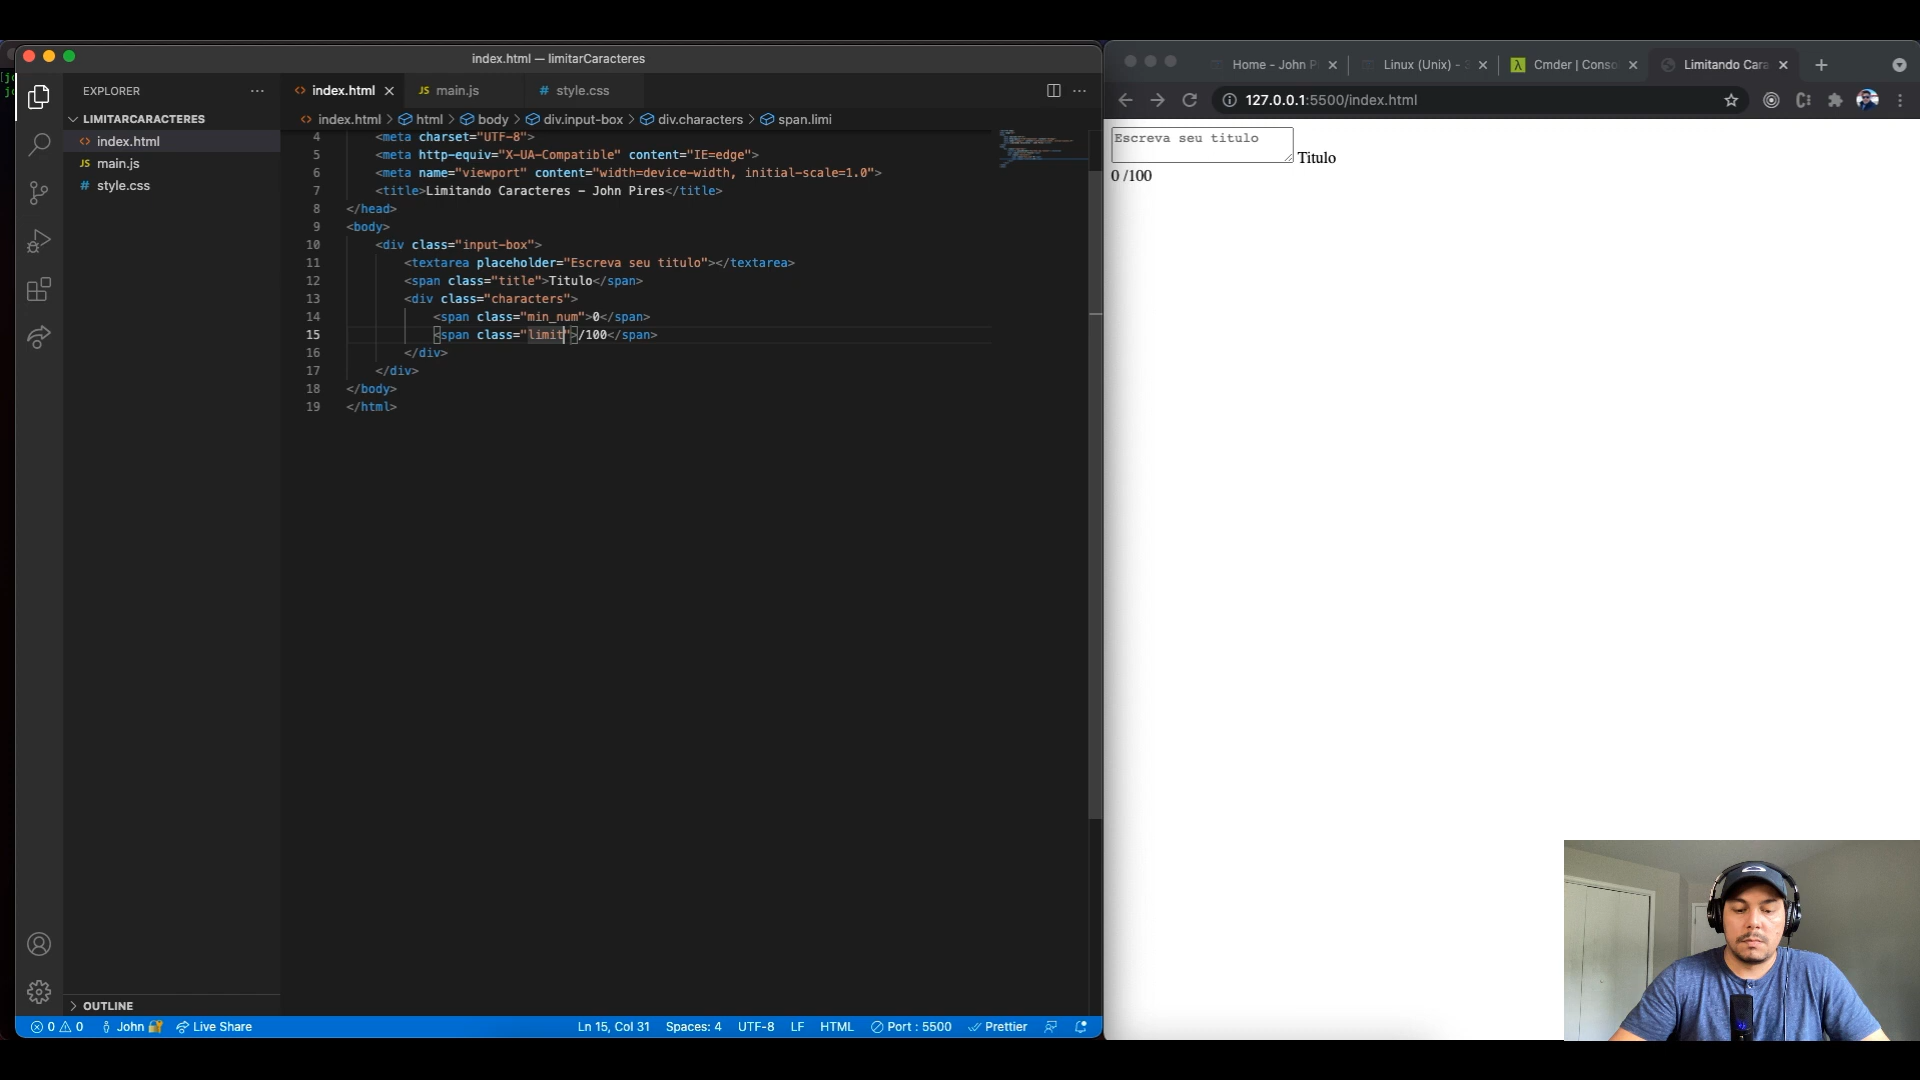 index.html — limitarCaracteres
EXPLORER
LIMITARCARACTERES
index.html
main.js
style.css
OUTLINE
index.html
main.js
style.css
index.html > html > body > div.input-box > div.characters > span.limi
4 <meta charset="UTF-8">
5 <meta http-equiv="X-UA-Compatible" content="IE=edge">
6 <meta name="viewport" content="width=device-width, initial-scale=1.0">
7 <title>Limitando Caracteres - John Pires</title>
8 </head>
9 <body>
10 <div class="input-box">
11 <textarea placeholder="Escreva seu titulo"></textarea>
12 <span class="title">Titulo</span>
13 <div class="characters">
14 <span class="min_num">0</span>
15 <span class="limit">/100</span>
16 </div>
17 </div>
18 </body>
19 </html>
0 0 John Live Share Ln 15, Col 31 Spaces: 4 UTF-8 LF HTML Port : 5500 Prettier
Home - John P
Linux (Unix) -
Cmder | Conso
Limitando Cara
127.0.0.1:5500/index.html
Escreva seu titulo
Titulo
0 /100